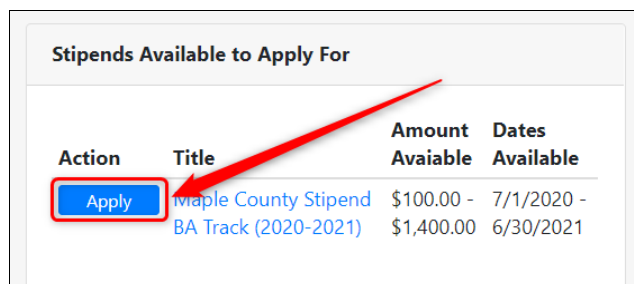 Stipends Available to Apply For
Action Title Amount Avaiable Dates Available
Apply Maple County Stipend $100.00 - 7/1/2020 -
BA Track (2020-2021) $1,400.00 6/30/2021